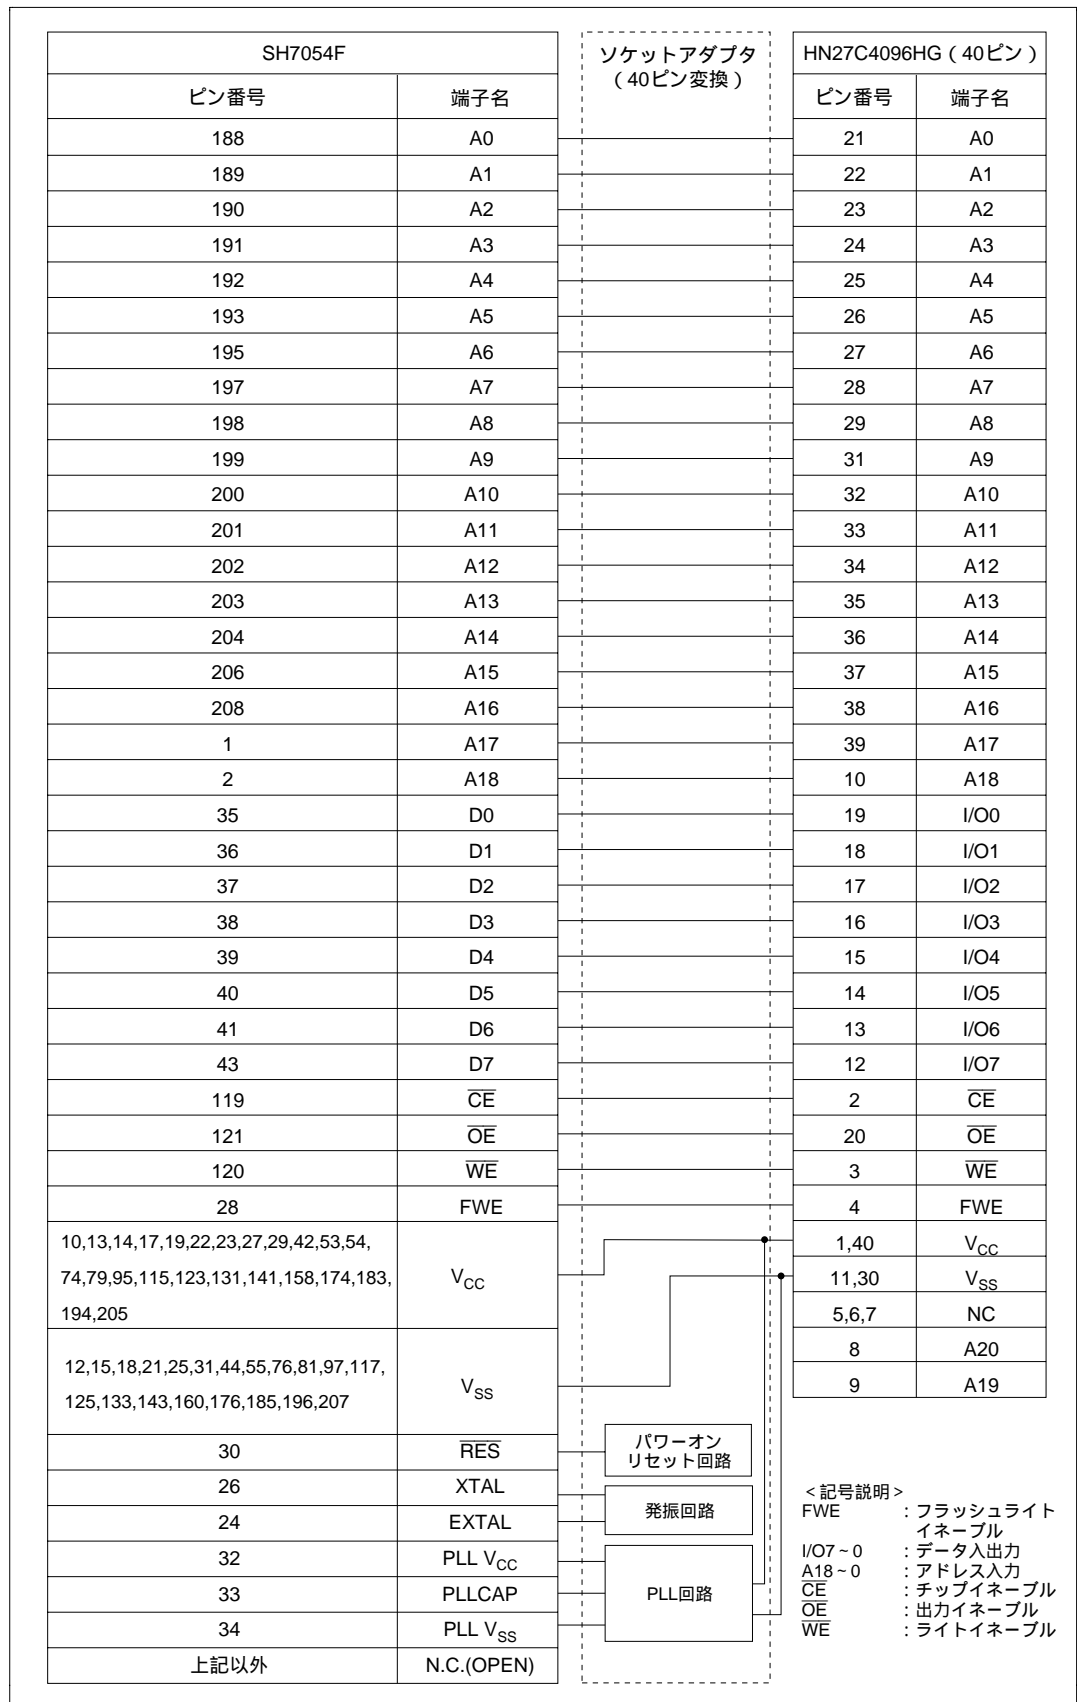 SH7054F ソケットアダプタ HN27C4096HG（40ピン）
（40ピン変換）
ピン番号 端子名 ピン番号 端子名
188 A0 21 A0
189 A1 22 A1
190 A2 23 A2
191 A3 24 A3
192 A4 25 A4
193 A5 26 A5
195 A6 27 A6
197 A7 28 A7
198 A8 29 A8
199 A9 31 A9
200 A10 32 A10
201 A11 33 A11
202 A12 34 A12
203 A13 35 A13
204 A14 36 A14
206 A15 37 A15
208 A16 38 A16
1 A17 39 A17
2 A18 10 A18
35 D0 19 I/O0
36 D1 18 I/O1
37 D2 17 I/O2
38 D3 16 I/O3
39 D4 15 I/O4
40 D5 14 I/O5
41 D6 13 I/O6
43 D7 12 I/O7
119 C̅E̅ 2 C̅E̅
121 O̅E̅ 20 O̅E̅
120 W̅E̅ 3 W̅E̅
28 FWE 4 FWE
10,13,14,17,19,22,23,27,29,42,53,54, 1,40 VCC
74,79,95,115,123,131,141,158,174,183, VCC 11,30 VSS
194,205 5,6,7 NC
8 A20
12,15,18,21,25,31,44,55,76,81,97,117, VSS 9 A19
125,133,143,160,176,185,196,207
30 R̅E̅S̅ パワーオン
リセット回路
26 XTAL
発振回路
24 EXTAL
32 PLL VCC
33 PLLCAP PLL回路
34 PLL VSS
上記以外 N.C.(OPEN)
<記号説明>
FWE ：フラッシュライト
イネーブル
I/O7~0 ：データ入出力
A18~0 ：アドレス入力
C̅E̅ ：チップイネーブル
O̅E̅ ：出力イネーブル
W̅E̅ ：ライトイネーブル